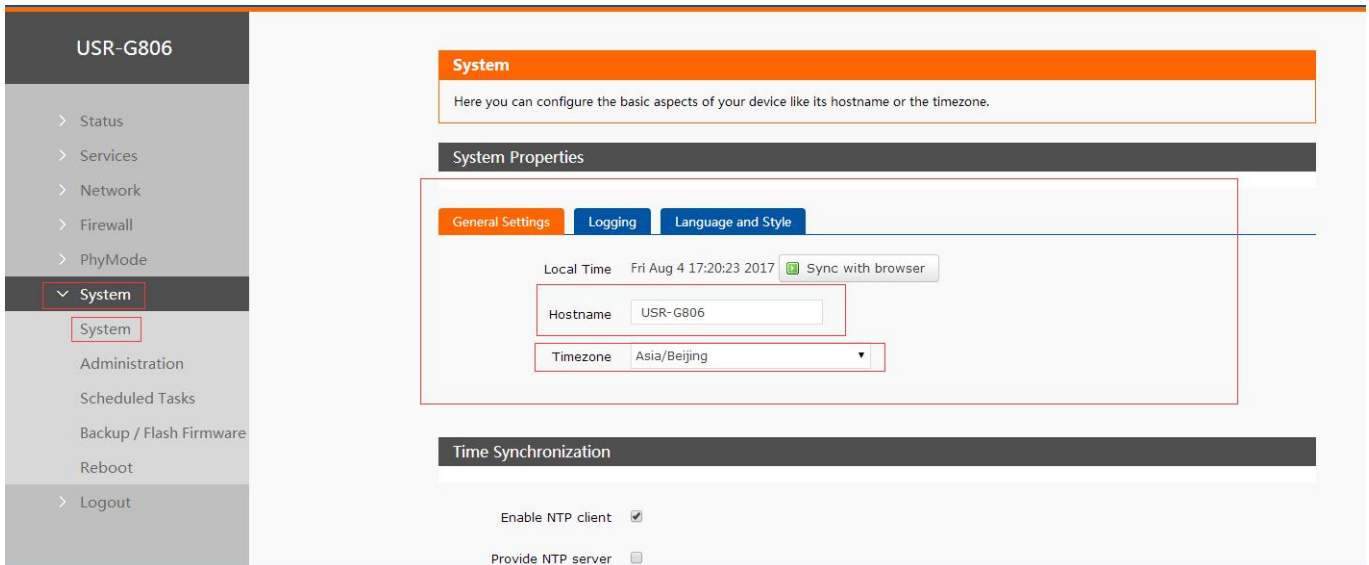 USR-G806
Status
Services
Network
Firewall
PhyMode
System
System
Administration
Scheduled Tasks
Backup / Flash Firmware
Reboot
Logout
System
Here you can configure the basic aspects of your device like its hostname or the timezone.
System Properties
General Settings Logging Language and Style
Local Time Fri Aug 4 17:20:23 2017 Sync with browser
Hostname USR-G806
Timezone Asia/Beijing
Time Synchronization
Enable NTP client
Provide NTP server